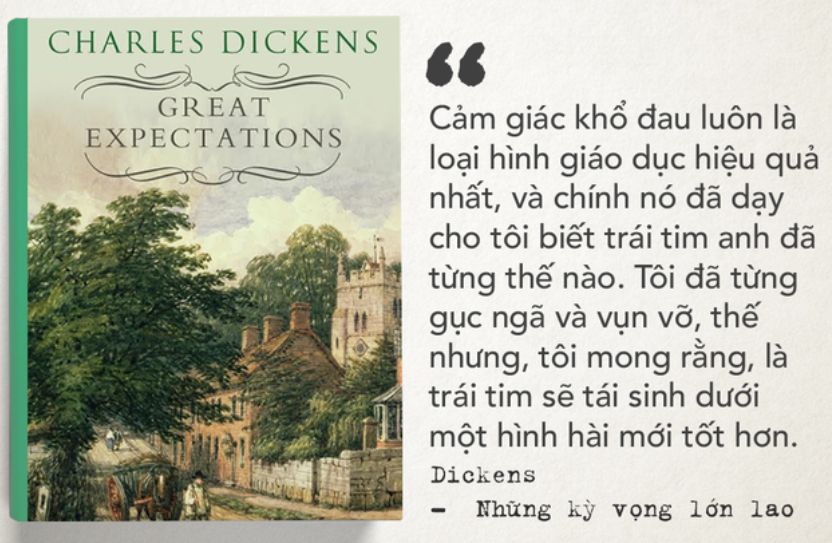 CHARLES DICKENS
GREAT
EXPECTATIONS
Cảm giác khổ đau luôn là
loại hình giáo dục hiệu quả
nhất, và chính nó đã dạy
cho tôi biết trái tim anh đã
từng thế nào. Tôi đã từng
gục ngã và vụn vỡ, thế
nhưng, tôi mong rằng, là
trái tim sẽ tái sinh dưới
một hình hài mới tốt hơn.
Dickens
- Những kỳ vọng lớn lao